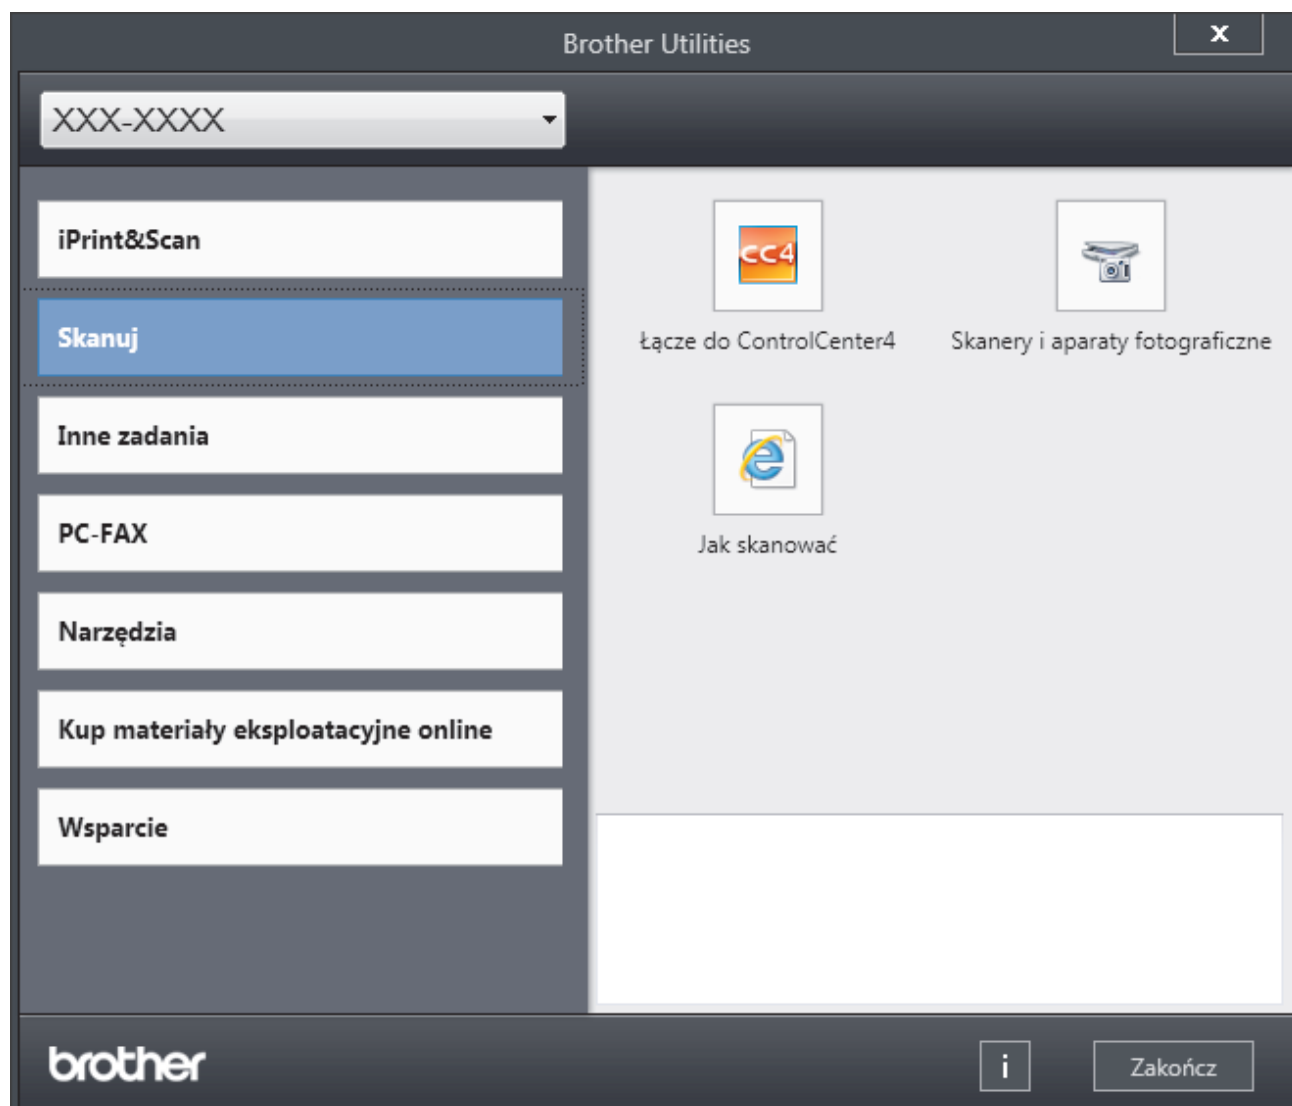 Brother Utilities
x
XXX-XXXX
iPrint&Scan
Skanuj
Inne zadania
PC-FAX
Narzędzia
Kup materiały eksploatacyjne online
Wsparcie
CC4
Łącze do ControlCenter4
Skanery i aparaty fotograficzne
Jak skanować
brother
i
Zakończ